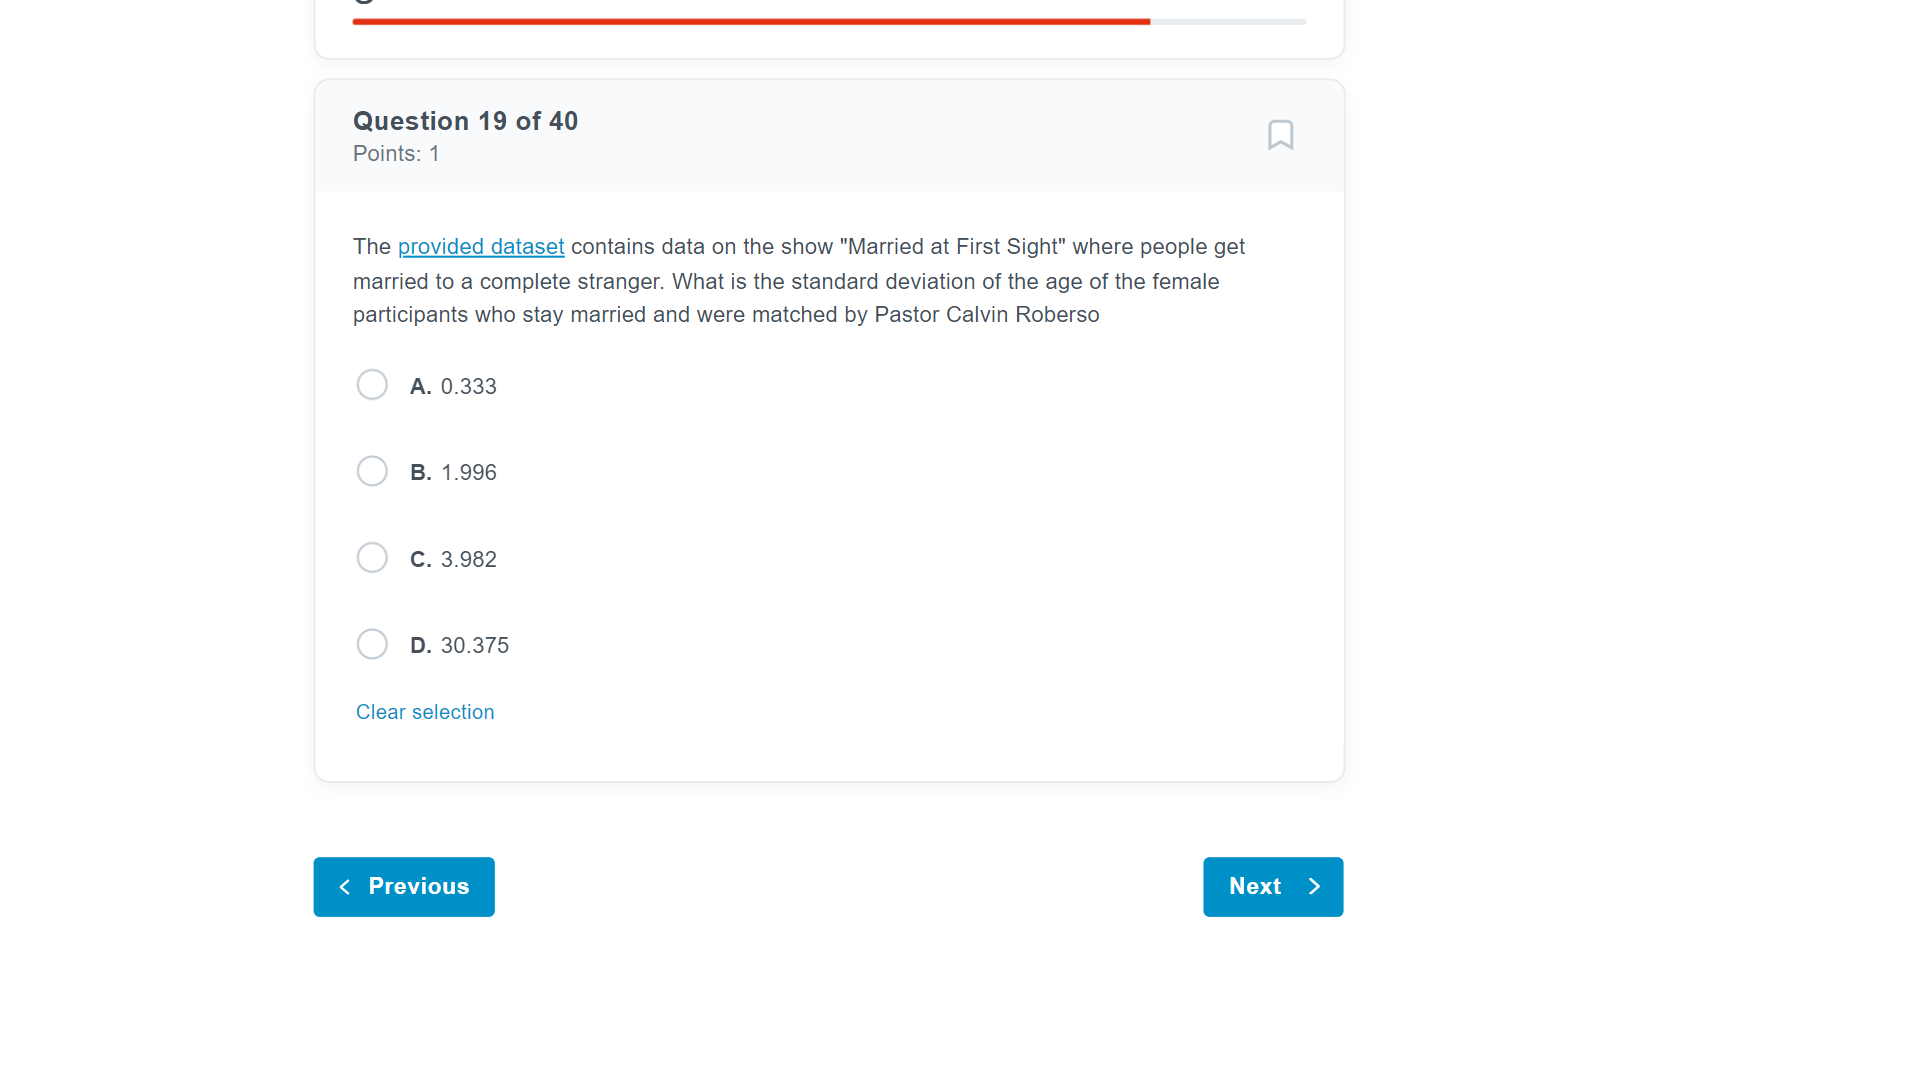 Question 19 of 40
Points: 1
The provided dataset contains data on the show "Married at First Sight" where people get
married to a complete stranger. What is the standard deviation of the age of the female
participants who stay married and were matched by Pastor Calvin Roberso
A. 0.333
B. 1.996
C. 3.982
D. 30.375
Clear selection
Previous
Next